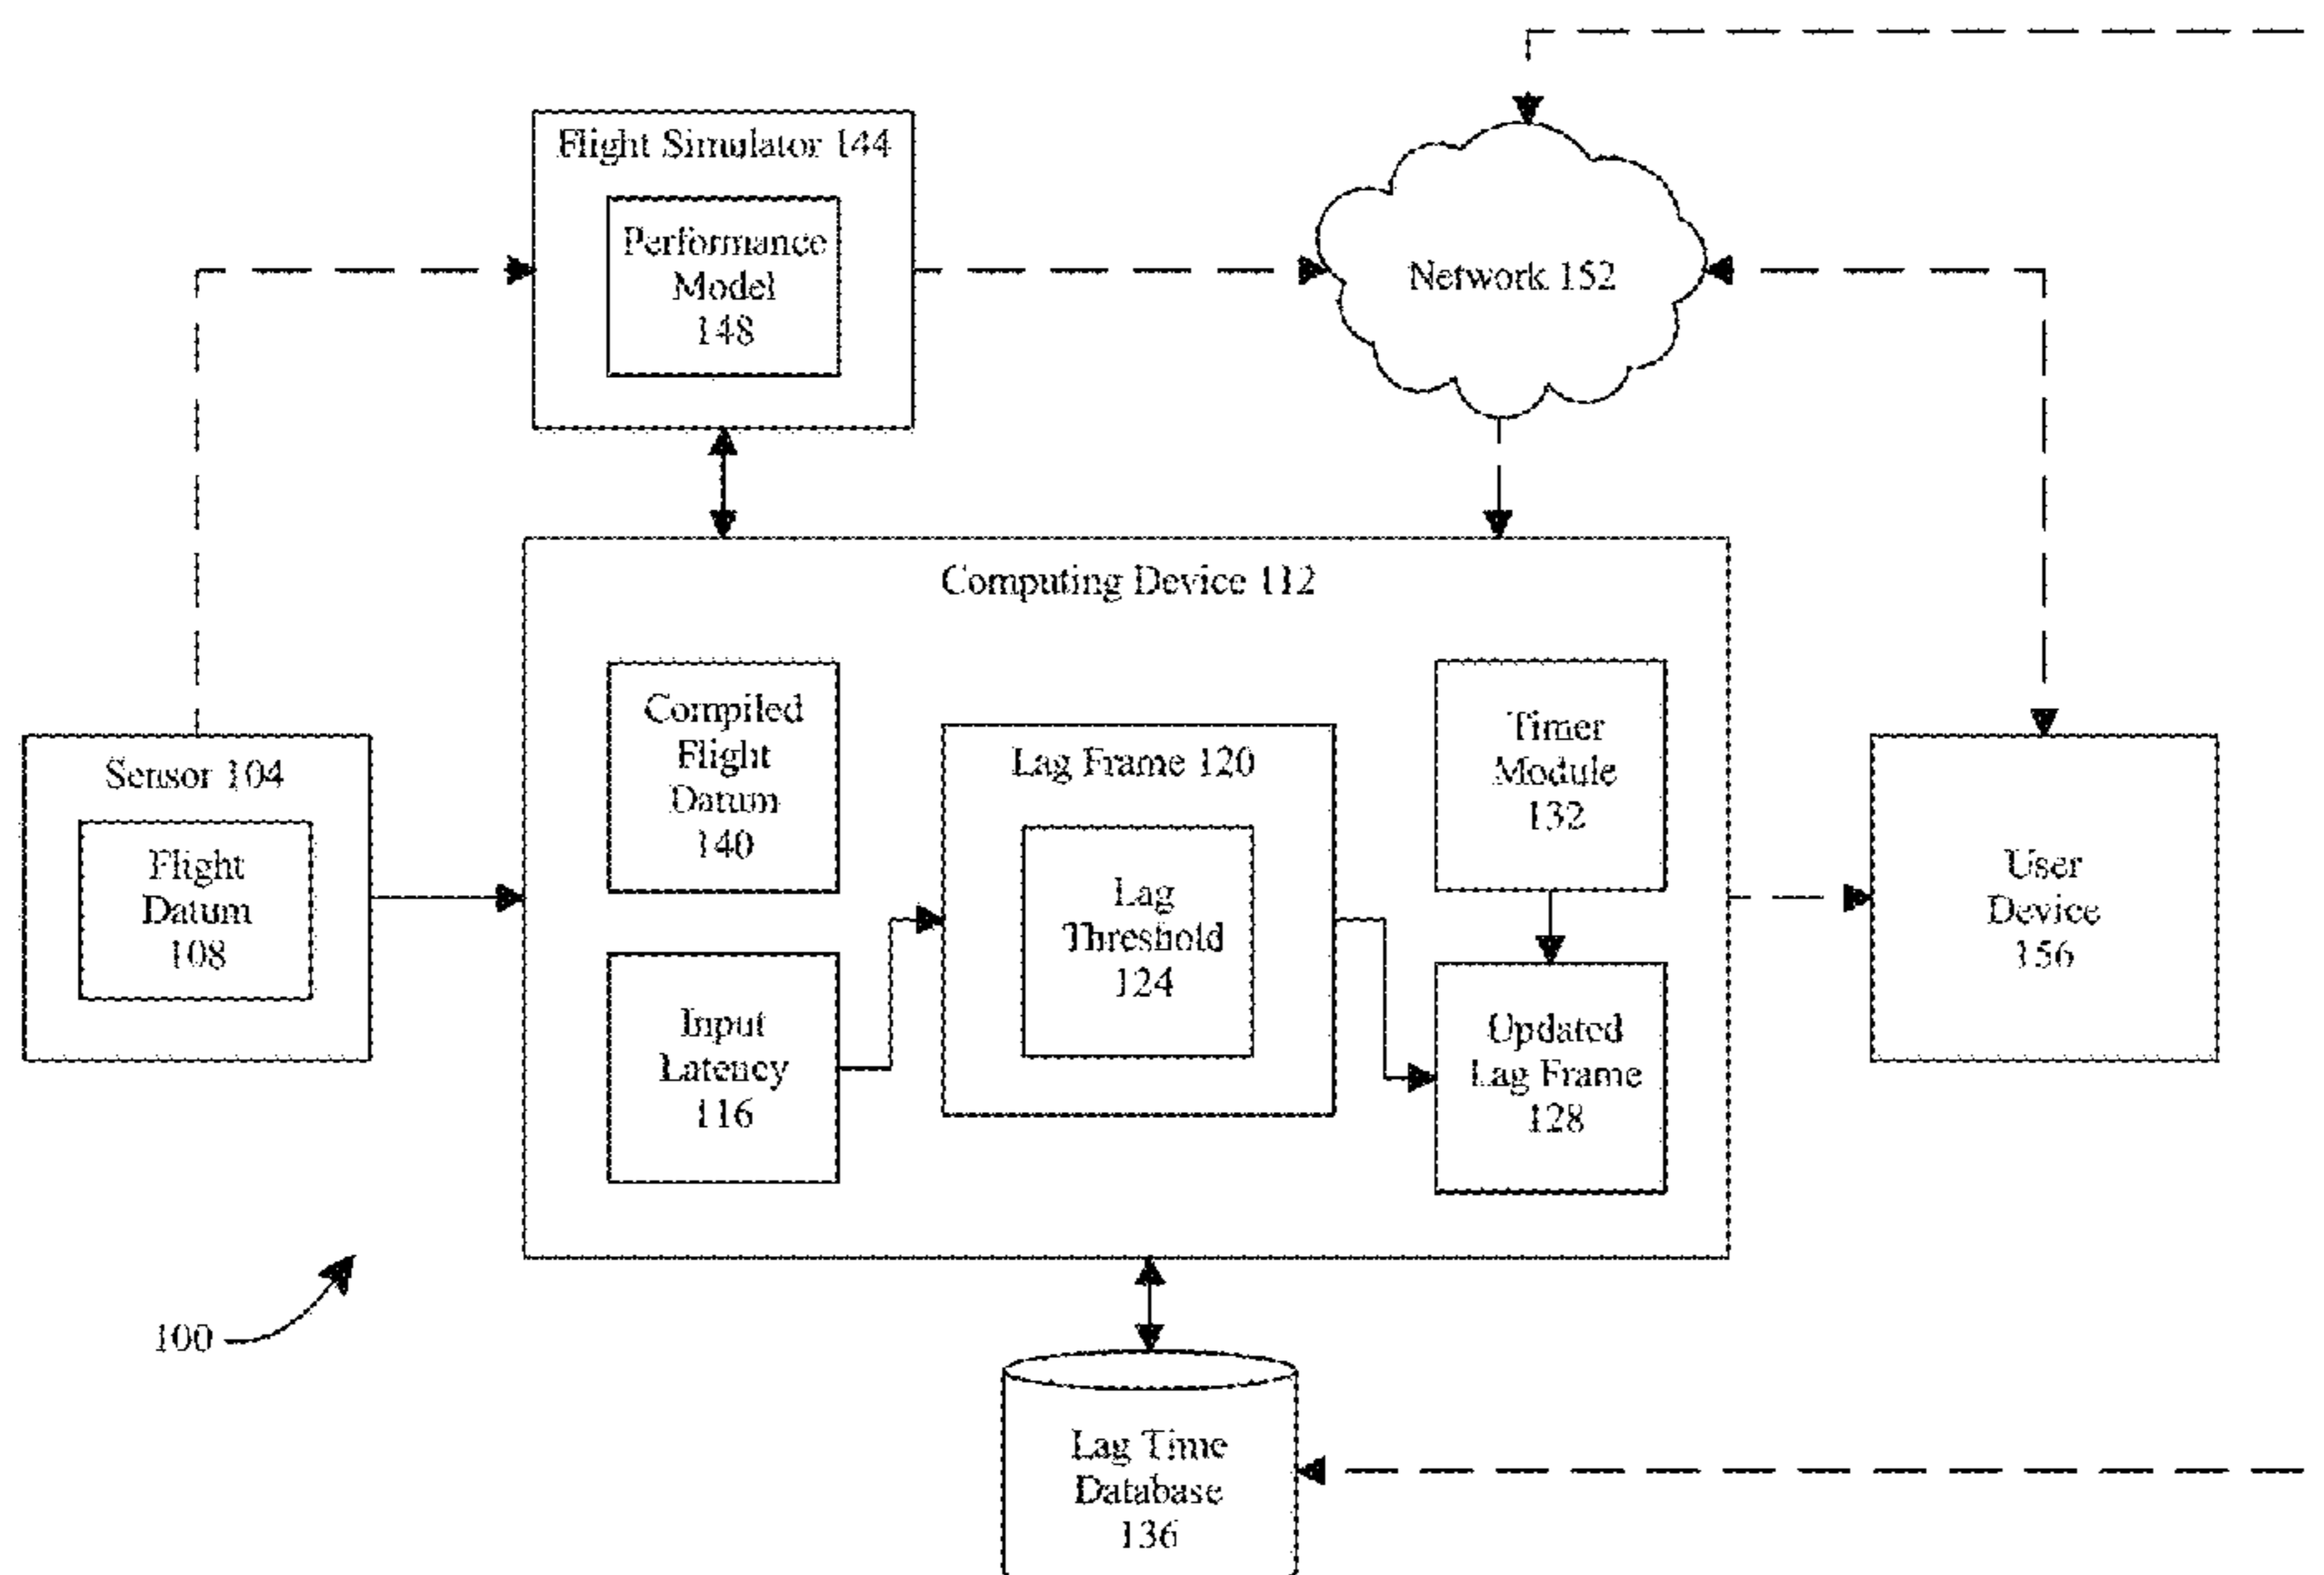 Flight Simulator 144
Performance
Model
148
Network 152
Computing Device 112
Compiled
Flight
Datum
140
Timer
Module
132
Lag Frame 120
Sensor 104
Flight
Datum
108
Lag
Threshold
124
User
Device
156
Input
Latency
116
Updated
Lag Frame
128
100
Lag Time
Database
136